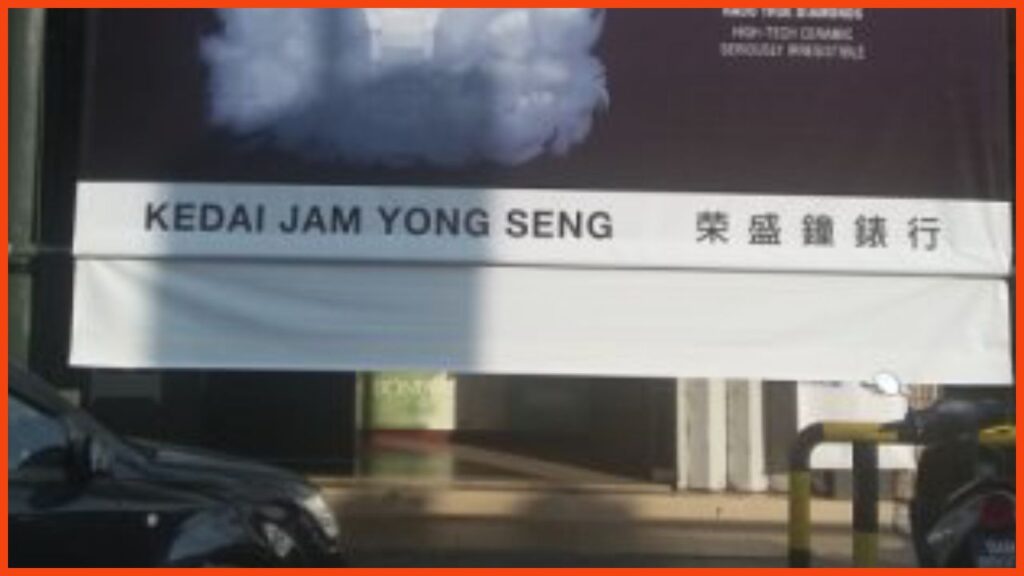 HIGH-TECH CERAMIC
SERIOUSLY IRRESISTIBLE
KEDAI JAM YONG SENG 榮盛鐘錶行